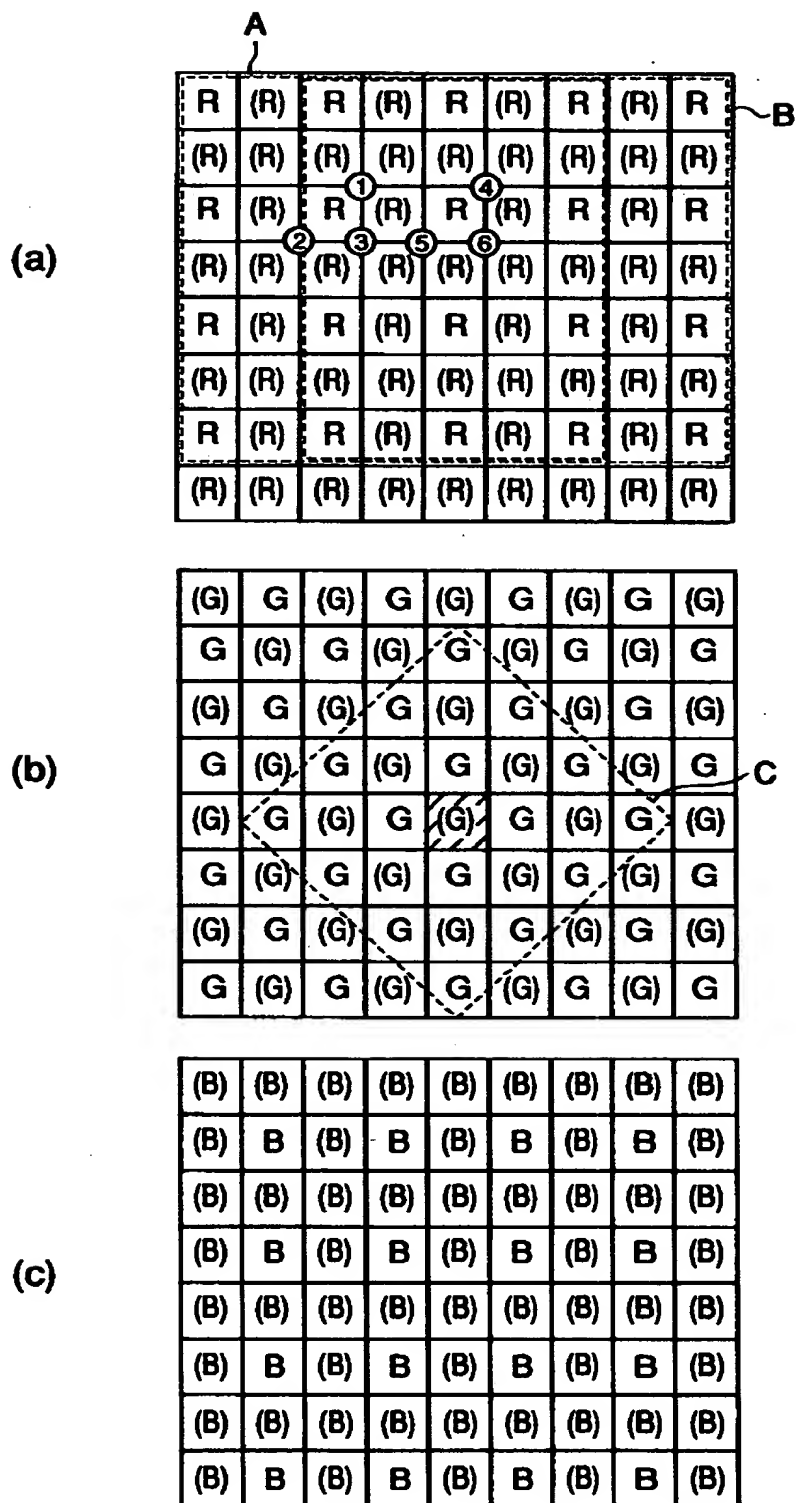 A
R (R) R (R) R (R) R (R) R
B
(R) (R) (R) (R) (R) (R) (R) (R) (R)
① ④
R (R) R (R) R (R) R (R) R
(a)
② ③ ⑤ ⑥
(R) (R) (R) (R) (R) (R) (R) (R) (R)
R (R) R (R) R (R) R (R) R
(R) (R) (R) (R) (R) (R) (R) (R) (R)
R (R) R (R) R (R) R (R) R
(R) (R) (R) (R) (R) (R) (R) (R) (R)
(G) G (G) G (G) G (G) G (G)
G (G) G (G) G (G) G (G) G
(G) G (G) G (G) G (G) G (G)
(b)
G (G) G (G) G (G) G (G) G
C
(G) G (G) G (G) G (G) G (G)
G (G) G (G) G (G) G (G) G
(G) G (G) G (G) G (G) G (G)
G (G) G (G) G (G) G (G) G
(B) (B) (B) (B) (B) (B) (B) (B) (B)
(B) B (B) B (B) B (B) B (B)
(B) (B) (B) (B) (B) (B) (B) (B) (B)
(c)
(B) B (B) B (B) B (B) B (B)
(B) (B) (B) (B) (B) (B) (B) (B) (B)
(B) B (B) B (B) B (B) B (B)
(B) (B) (B) (B) (B) (B) (B) (B) (B)
(B) B (B) B (B) B (B) B (B)